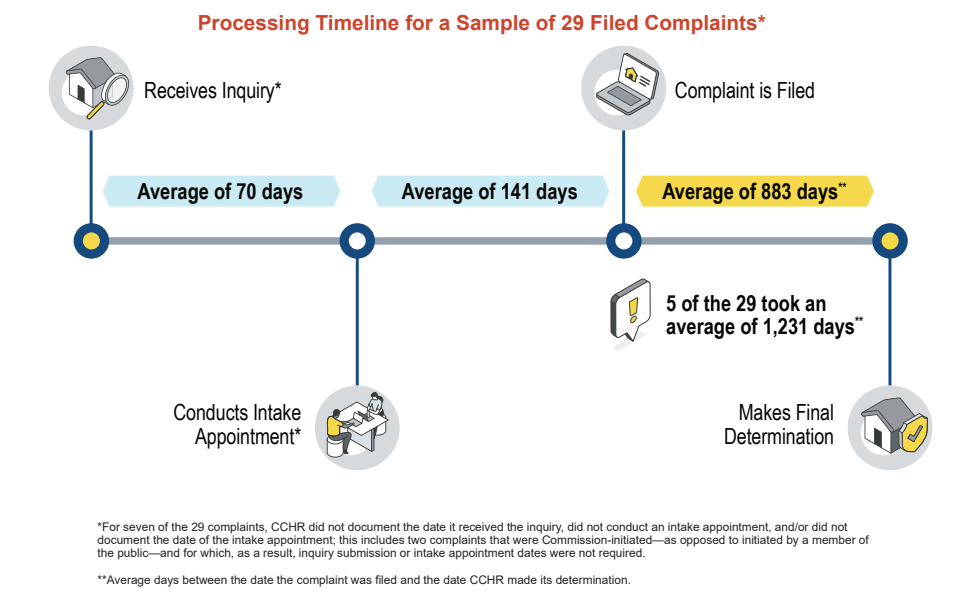 Processing Timeline for a Sample of 29 Filed Complaints*
Receives Inquiry*
Complaint is Filed
Average of 70 days
Average of 141 days
Average of 883 days**
5 of the 29 took an
average of 1,231 days**
Conducts Intake
Appointment*
Makes Final
Determination
*For seven of the 29 complaints, CCHR did not document the date it received the inquiry, did not conduct an intake appointment, and/or did not
document the date of the intake appointment; this includes two complaints that were Commission-initiated—as opposed to initiated by a member of
the public—and for which, as a result, inquiry submission or intake appointment dates were not required.
**Average days between the date the complaint was filed and the date CCHR made its determination.